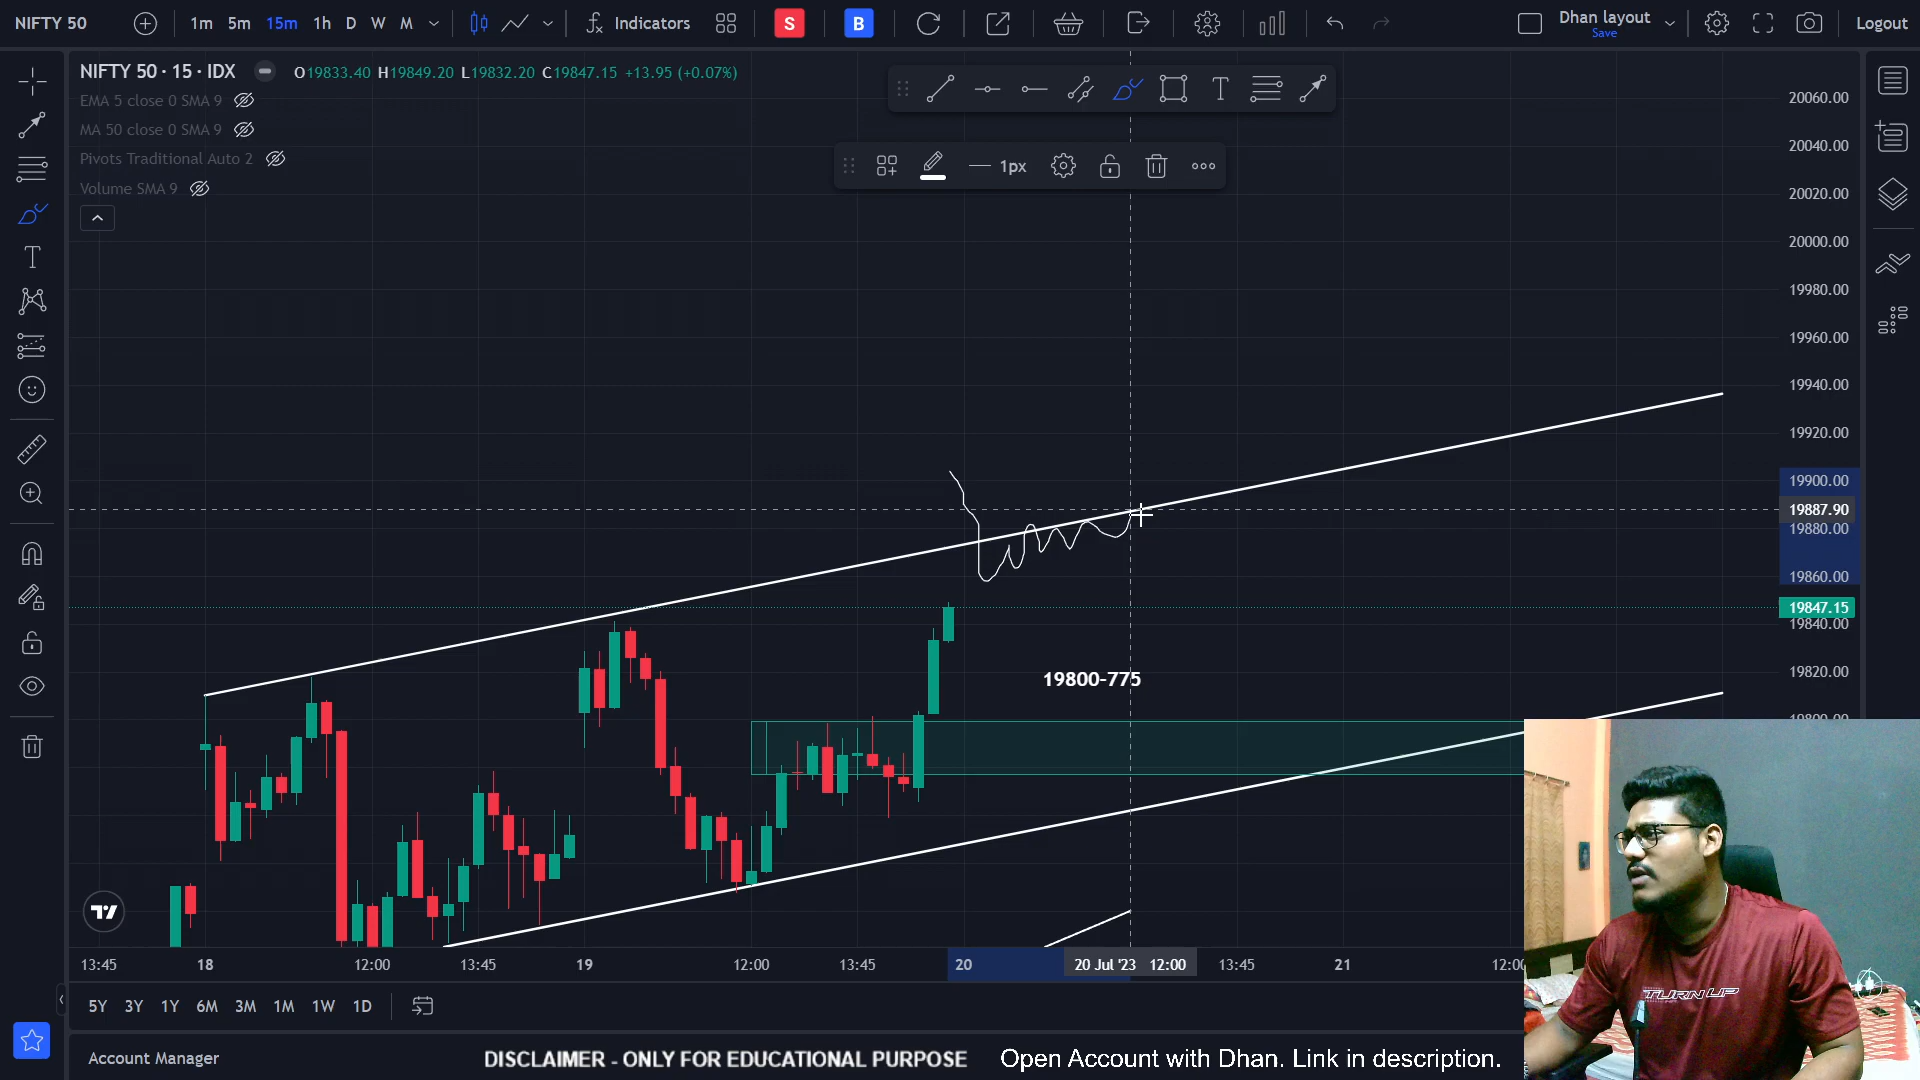 NIFTY 50
1m 5m 15m 1h D W M
Indicators
S
B
Dhan layout
Save
Logout
NIFTY 50 · 15 · IDX O19833.40 H19849.20 L19832.20 C19847.15 +13.95 (+0.07%)
EMA 5 close 0 SMA 9
MA 50 close 0 SMA 9
Pivots Traditional Auto 2
Volume SMA 9
T
1px
T
20060.00
20040.00
20020.00
20000.00
19980.00
19960.00
19940.00
19920.00
19900.00
19887.90
19880.00
19860.00
19847.15
19840.00
19820.00
19800.00
19800-775
13:45 18 12:00 13:45 19 12:00 13:45 20 20 Jul '23 12:00 13:45 21
TURN UP
5Y 3Y 1Y 6M 3M 1M 1W 1D
Account Manager
DISCLAIMER - ONLY FOR EDUCATIONAL PURPOSE
Open Account with Dhan. Link in description.